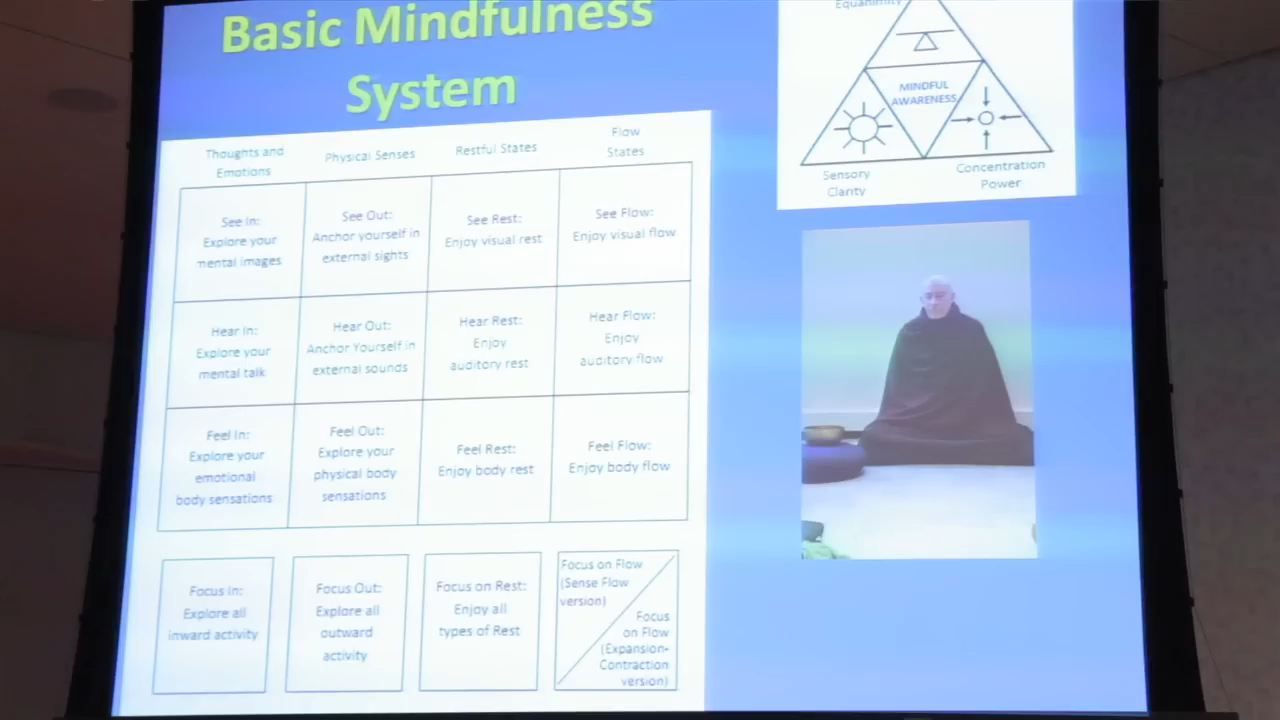 Basic Mindfulness
System
Equanimity
MINDFUL
AWARENESS
Sensory
Clarity
Concentration
Power
Thoughts and
Emotions
Physical Senses
Restful States
Flow
States
See In:
Explore your
mental images
See Out:
Anchor yourself in
external sights
See Rest:
Enjoy visual rest
See Flow:
Enjoy visual flow
Hear In:
Explore your
mental talk
Hear Out:
Anchor Yourself in
external sounds
Hear Rest:
Enjoy
auditory rest
Hear Flow:
Enjoy
auditory flow
Feel In:
Explore your
emotional
body sensations
Feel Out:
Explore your
physical body
sensations
Feel Rest:
Enjoy body rest
Feel Flow:
Enjoy body flow
Focus In:
Explore all
inward activity
Focus Out:
Explore all
outward
activity
Focus on Rest:
Enjoy all
types of Rest
Focus on Flow
(Sense Flow
version)
Focus
on Flow
(Expansion-
Contraction
version)